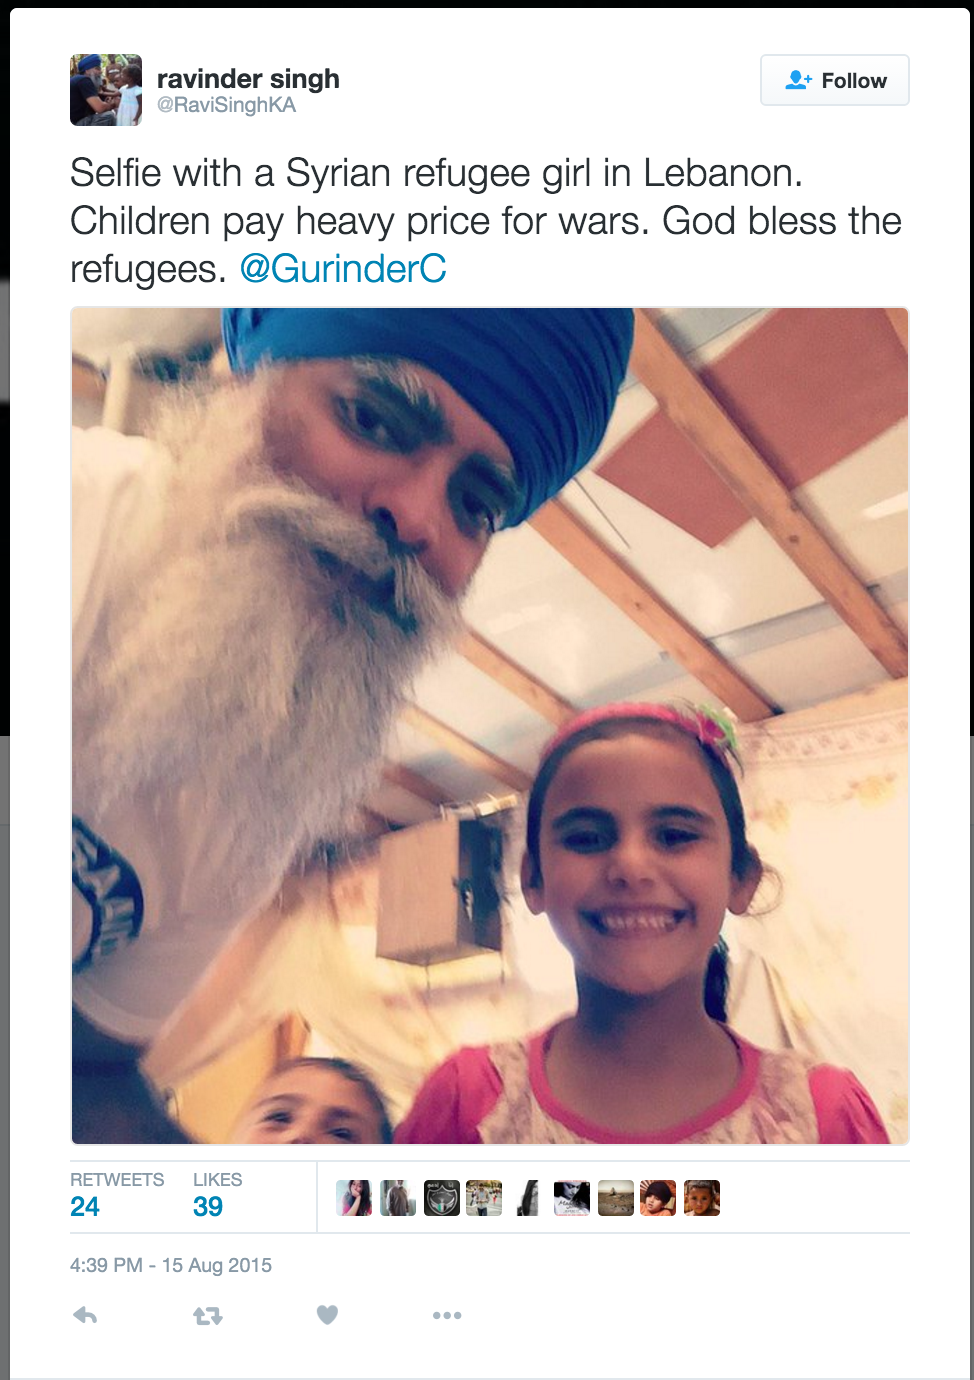 ravinder singh
@RaviSinghKA
Follow
Selfie with a Syrian refugee girl in Lebanon.
Children pay heavy price for wars. God bless the
refugees. @GurinderC
RETWEETS
24
LIKES
39
4:39 PM - 15 Aug 2015